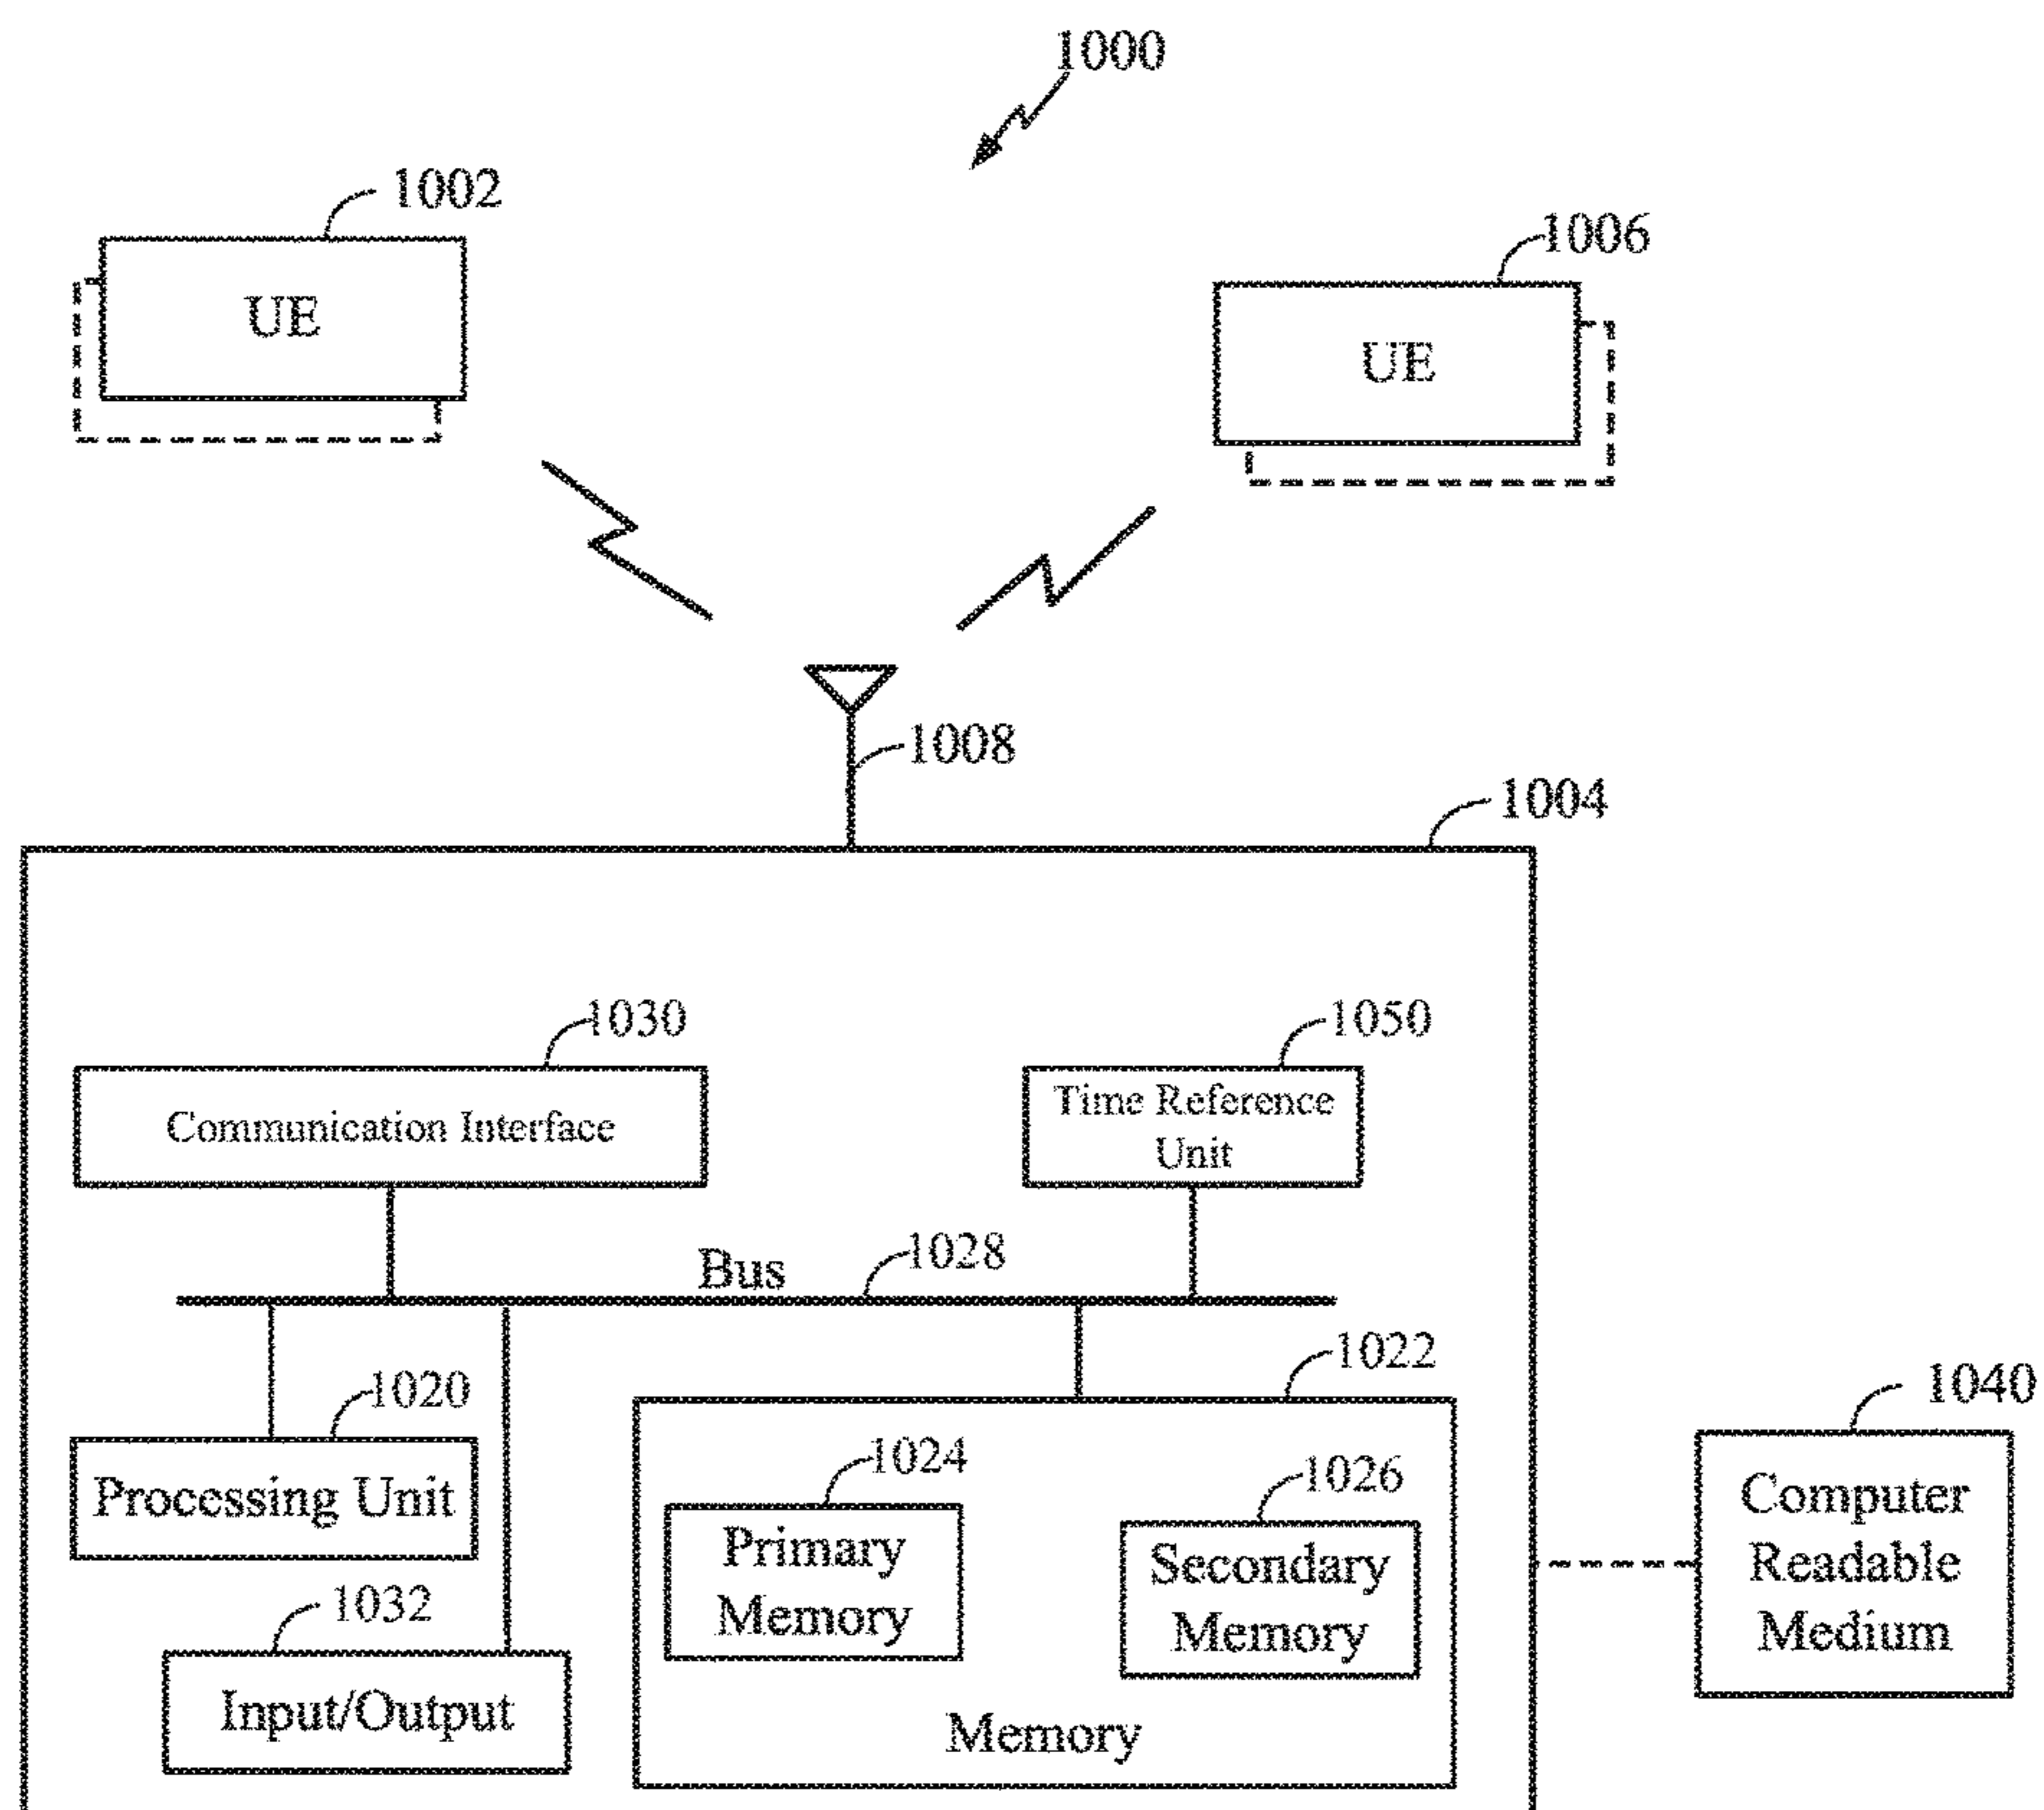 1000
1002
UE
1006
UE
1008
1004
1030
Communication Interface
1050
Time Reference
Unit
Bus
1028
1020
Processing Unit
1032
Input/Output
1022
1024
Primary
Memory
1026
Secondary
Memory
Memory
1040
Computer
Readable
Medium